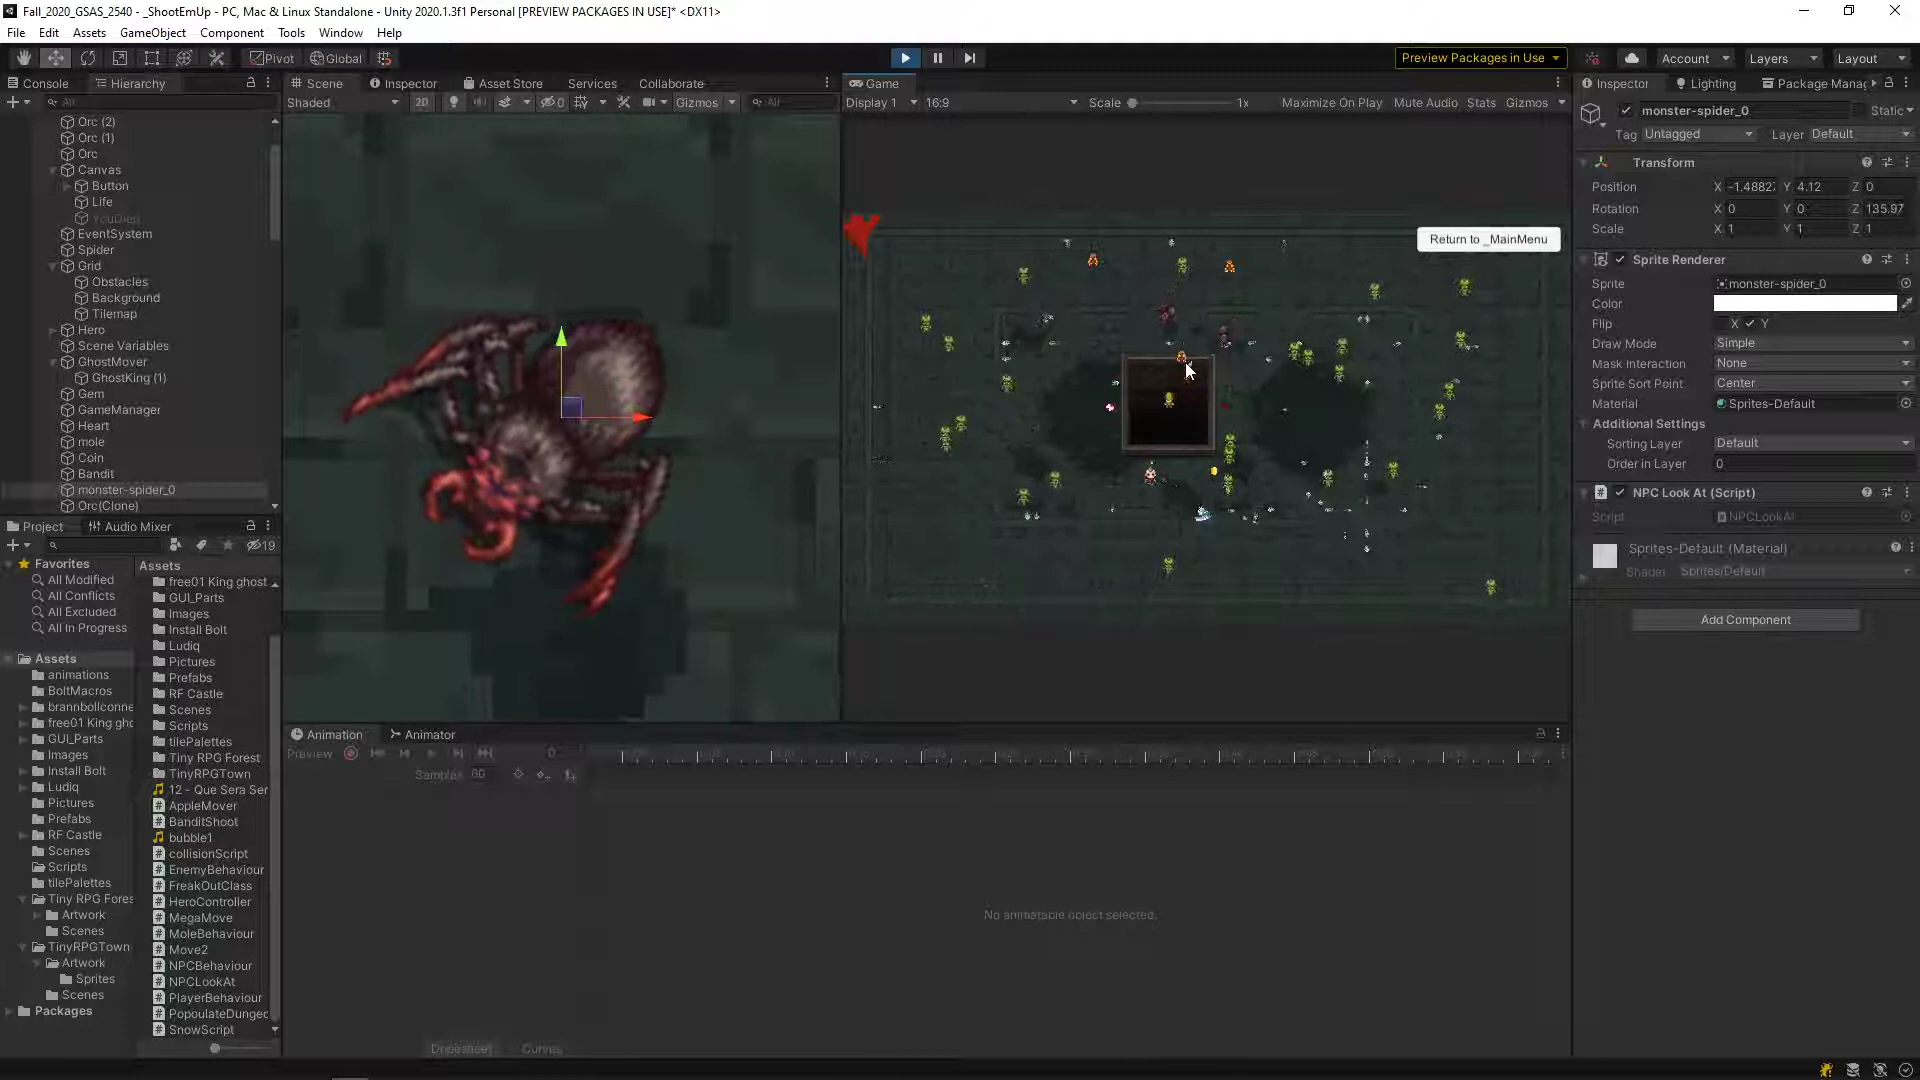 Fall_2020_GSAS_2540 - _ShootEmUp - PC, Mac & Linux Standalone - Unity 2020.1.3f1 Personal [PREVIEW PACKAGES IN USE]* <DX11>
File Edit Assets GameObject Component Tools Window Help
Pivot Global Preview Packages in Use Account Layers Layout
Console Hierarchy Scene Inspector Asset Store Services Collaborate Game Inspector Lighting Package Manag
All Shaded 2D 0 Gizmos All Display 1 16:9 Scale 1x Maximize On Play Mute Audio Stats Gizmos
monster-spider_0 Static
Tag Untagged Layer Default
Transform
Position X -1.4882 Y 4.12 Z 0
Rotation X 0 Y 0 Z 135.97
Scale X 1 Y 1 Z 1
Sprite Renderer
Sprite monster-spider_0
Color
Flip X Y
Draw Mode Simple
Mask Interaction None
Sprite Sort Point Center
Material Sprites-Default
Additional Settings
Sorting Layer Default
Order in Layer 0
NPC Look At (Script)
Script NPCLookAt
Sprites-Default (Material)
Shader Sprites/Default
Add Component
Return to _MainMenu
Orc (2)
Orc (1)
Orc
Canvas
Button
Life
YouDied
EventSystem
Spider
Grid
Obstacles
Background
Tilemap
Hero
Scene Variables
GhostMover
GhostKing (1)
Gem
GameManager
Heart
mole
Coin
Bandit
monster-spider_0
Orc(Clone)
Project Audio Mixer
19
Favorites
All Modified
All Conflicts
All Excluded
All In Progress
Assets
animations
BoltMacros
brannbollconne
free01 King gho
GUI_Parts
Images
Install Bolt
Ludiq
Pictures
Prefabs
RF Castle
Scenes
Scripts
tilePalettes
Tiny RPG Fores
Artwork
Scenes
TinyRPGTown
Artwork
Sprites
Scenes
Packages
Assets
free01 King ghost
GUI_Parts
Images
Install Bolt
Ludiq
Pictures
Prefabs
RF Castle
Scenes
Scripts
tilePalettes
Tiny RPG Forest
TinyRPGTown
12 - Que Sera Ser
AppleMover
BanditShoot
bubble1
collisionScript
EnemyBehaviour
FreakOutClass
HeroController
MegaMove
MoleBehaviour
Move2
NPCBehaviour
NPCLookAt
PlayerBehaviour
PopoulateDungeo
SnowScript
Animation Animator
Preview
Samples 60
No animatable object selected.
Dopesheet Curves